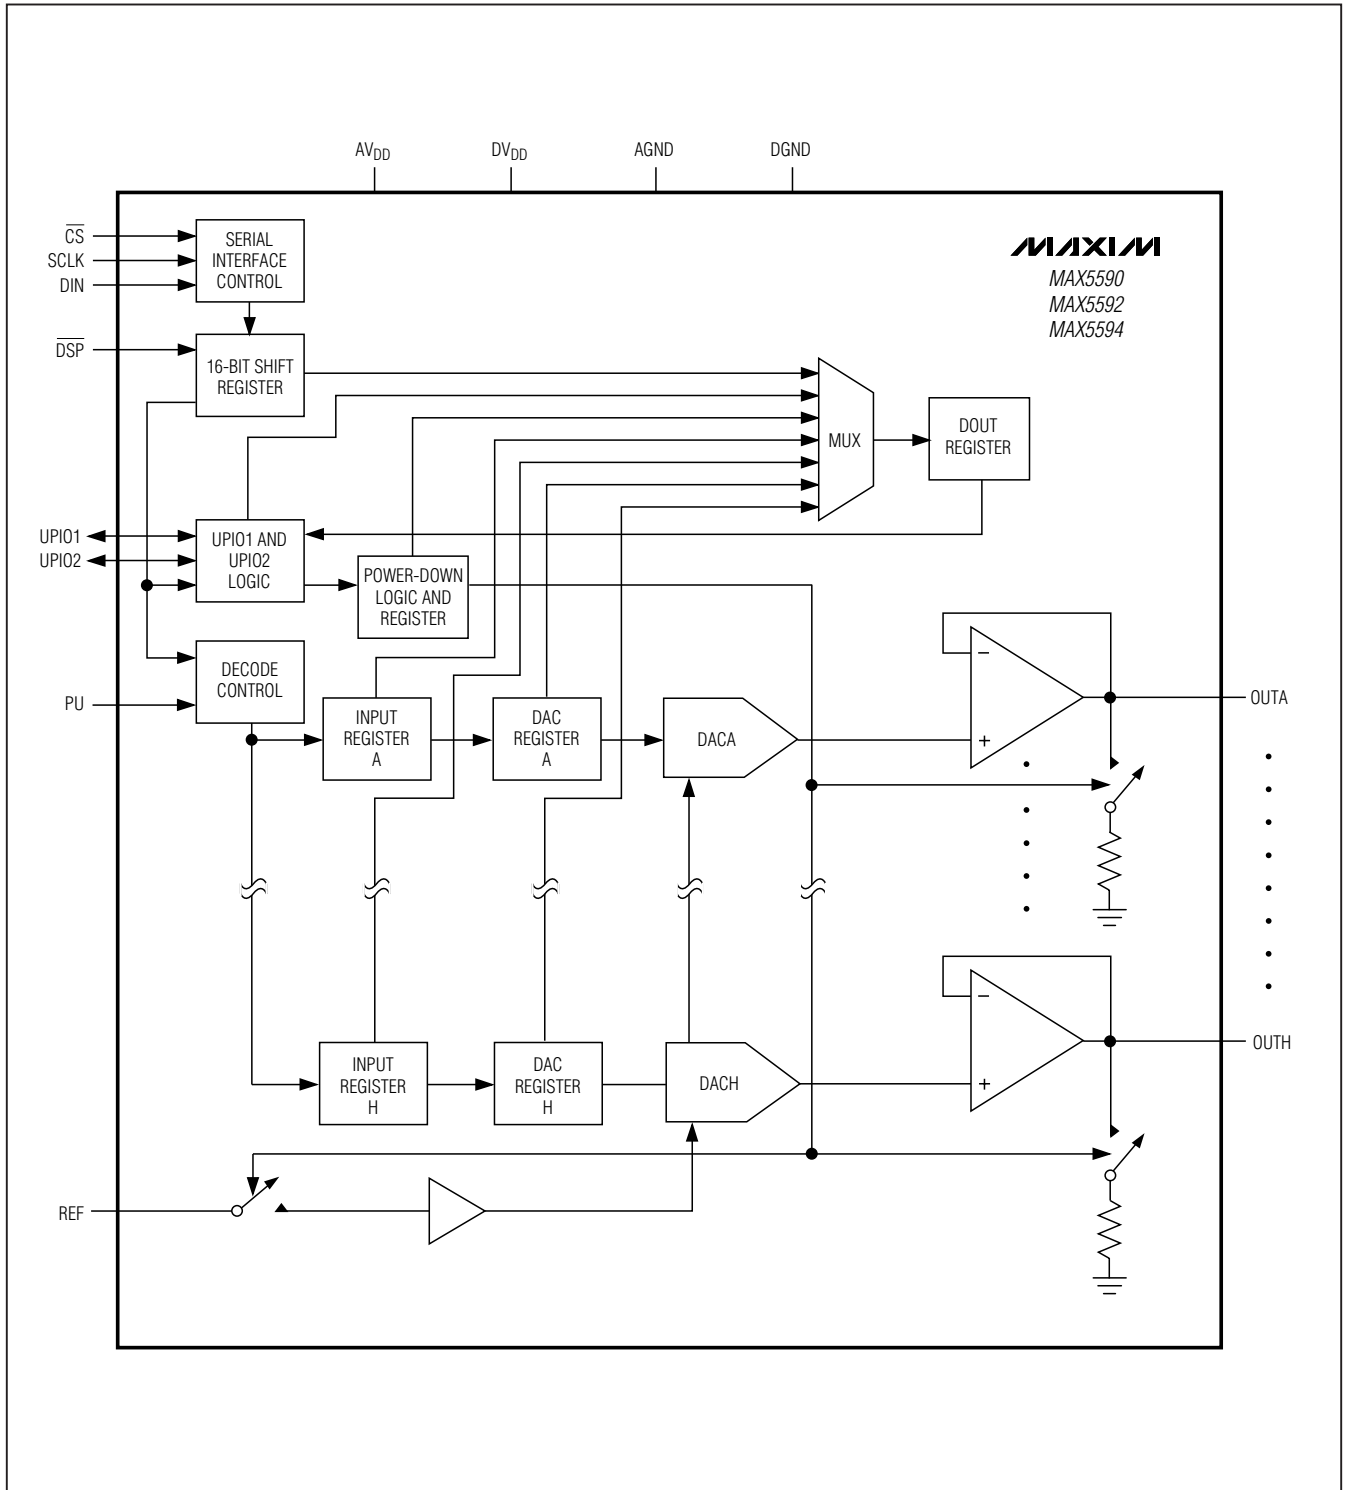 AVDD
DVDD
AGND
DGND
CS
SCLK
DIN
SERIAL
INTERFACE
CONTROL
MAXIM
MAX5590
MAX5592
MAX5594
DSP
16-BIT SHIFT
REGISTER
MUX
DOUT
REGISTER
UPIO1
UPIO2
UPIO1 AND
UPIO2
LOGIC
POWER-DOWN
LOGIC AND
REGISTER
PU
DECODE
CONTROL
INPUT
REGISTER
A
DAC
REGISTER
A
DACA
−
+
OUTA
INPUT
REGISTER
H
DAC
REGISTER
H
DACH
−
+
OUTH
REF